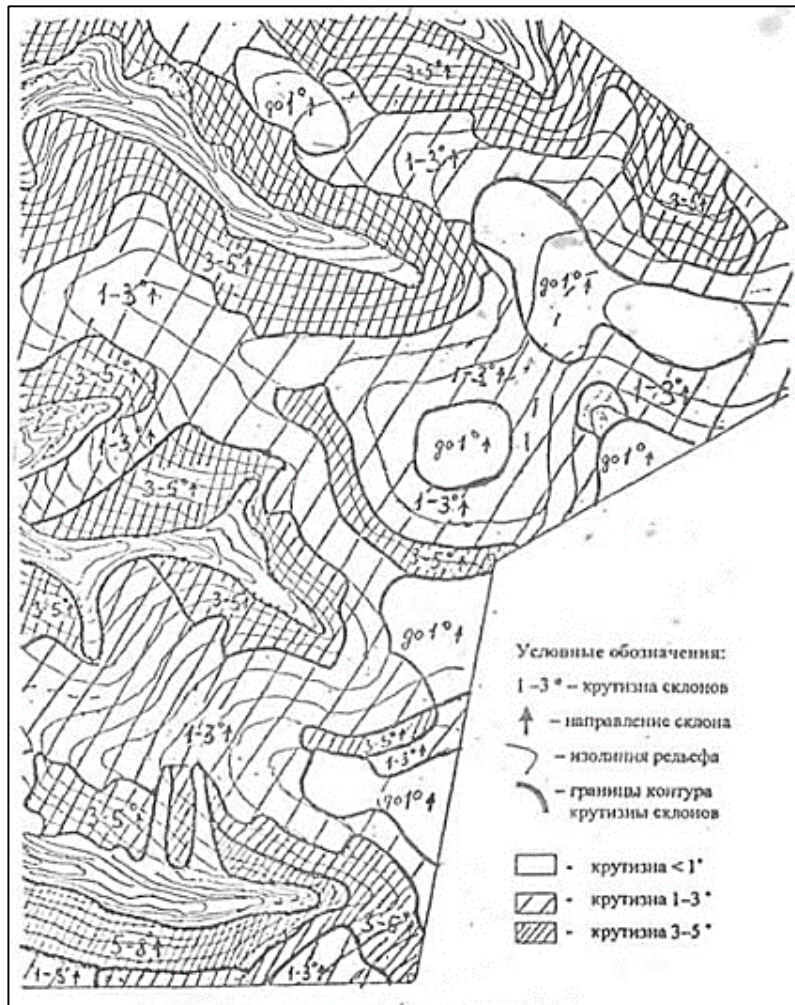 3-5°↑
до 1°↑
1-3°↑
3-5↑
3-5°↑
до 1°↑
1-3°↑
1-3°↑
1-3°↑
3-5
до 1°↑
до 1°↑
1-3↑
3-5°↑
1-3°↑
3-5°↑
3-5↑
3-5°↑
до 1°↑
1-3°↑
3-5°↑
1-3°↑
до 1°↑
3-5°
5-8°↑
1-3°↑
1-3°↑
Условные обозначения:
1 –3 ° – крутизна склонов
– направление склона
– изолиния рельефа
– границы контура
крутизны склонов
- крутизна < 1°
- крутизна 1–3 °
- крутизна 3–5 °